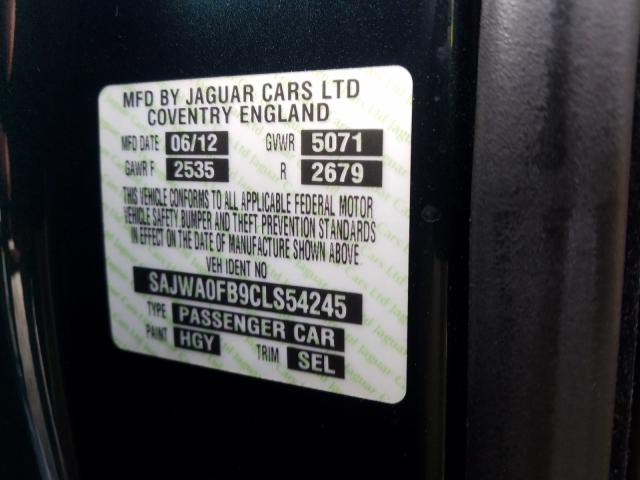 MFD BY JAGUAR CARS LTD
COVENTRY ENGLAND
MFD DATE 06/12 GVWR 5071
GAWR F 2535 R 2679
THIS VEHICLE CONFORMS TO ALL APPLICABLE FEDERAL MOTOR
VEHICLE SAFETY BUMPER AND THEFT PREVENTION STANDARDS
IN EFFECT ON THE DATE OF MANUFACTURE SHOWN ABOVE
VEH IDENT NO
SAJWA0FB9CLS54245
TYPE PASSENGER CAR
PAINT HGY TRIM SEL